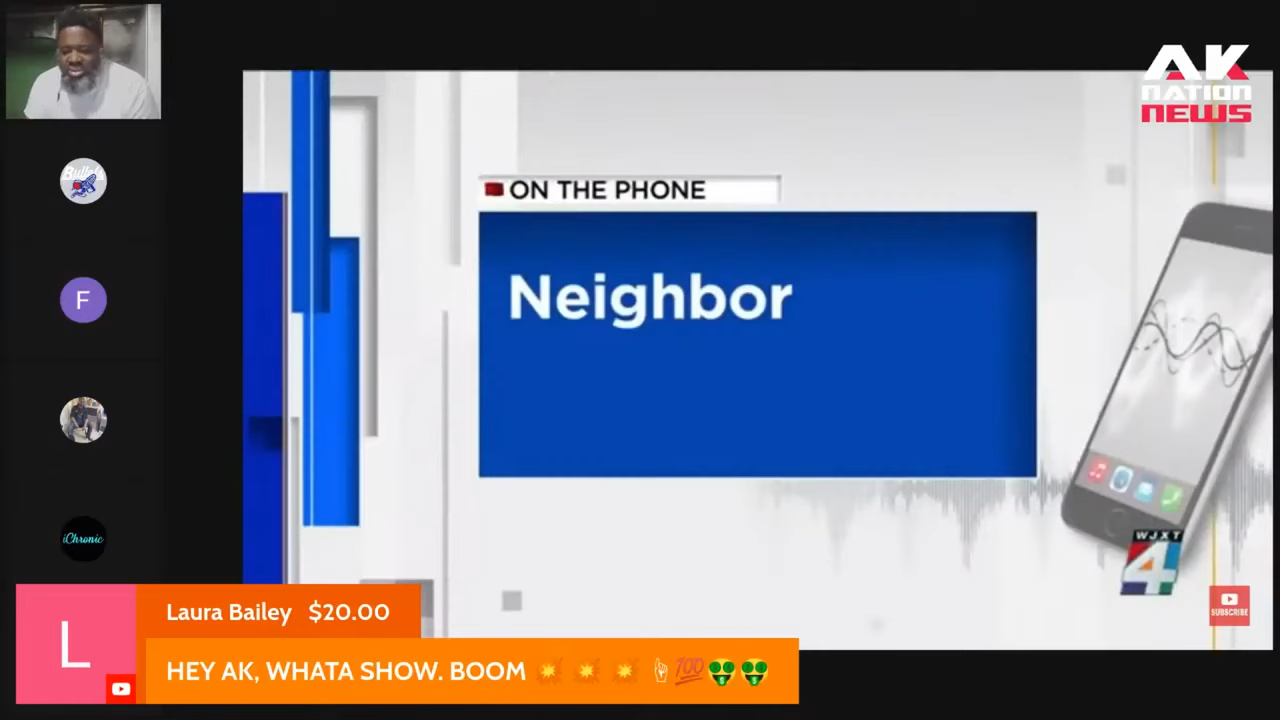 AK
NATION
NEWS
Bullets
ON THE PHONE
Neighbor
F
iChronic
WJXT
4
SUBSCRIBE
L
Laura Bailey $20.00
HEY AK, WHATA SHOW. BOOM 💥 💥 💥 ☝🏻 💯 🤑 🤑